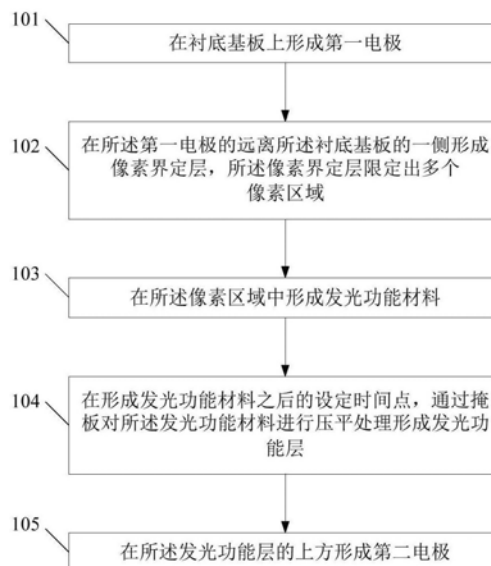 101
在衬底基板上形成第一电极
102
在所述第一电极的远离所述衬底基板的一侧形成
像素界定层，所述像素界定层限定出多个
像素区域
103
在所述像素区域中形成发光功能材料
104
在形成发光功能材料之后的设定时间点，通过掩
板对所述发光功能材料进行压平处理形成发光功
能层
105
在所述发光功能层的上方形成第二电极